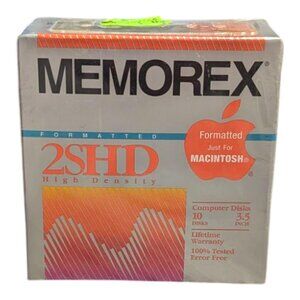 MEMOREX®
FORMATTED
2SHD
High Density
Formatted
Just For
MACINTOSH®
Computer Disks
10 3.5
DISKS INCH
Lifetime
Warranty
100% Tested
Error Free